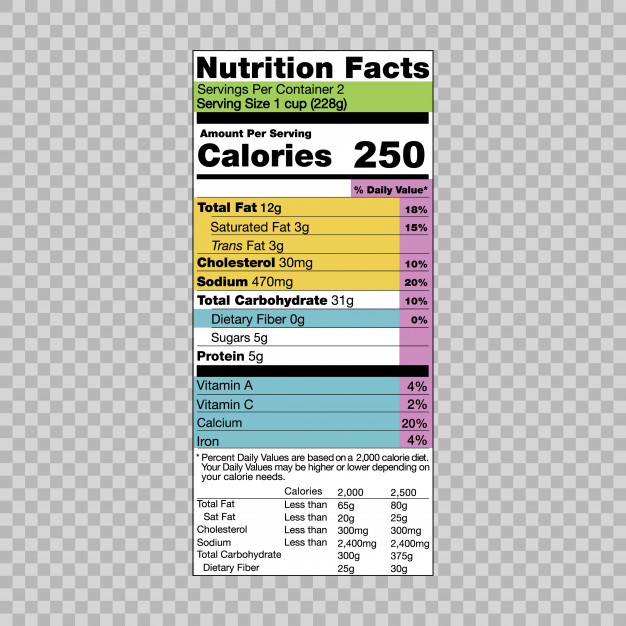 Nutrition Facts
Servings Per Container 2
Serving Size 1 cup (228g)
Amount Per Serving
Calories 250
% Daily Value*
Total Fat 12g 18%
Saturated Fat 3g 15%
Trans Fat 3g
Cholesterol 30mg 10%
Sodium 470mg 20%
Total Carbohydrate 31g 10%
Dietary Fiber 0g 0%
Sugars 5g
Protein 5g
Vitamin A 4%
Vitamin C 2%
Calcium 20%
Iron 4%
* Percent Daily Values are based on a 2,000 calorie diet.
Your Daily Values may be higher or lower depending on
your calorie needs.
Calories 2,000 2,500
Total Fat Less than 65g 80g
Sat Fat Less than 20g 25g
Cholesterol Less than 300mg 300mg
Sodium Less than 2,400mg 2,400mg
Total Carbohydrate 300g 375g
Dietary Fiber 25g 30g